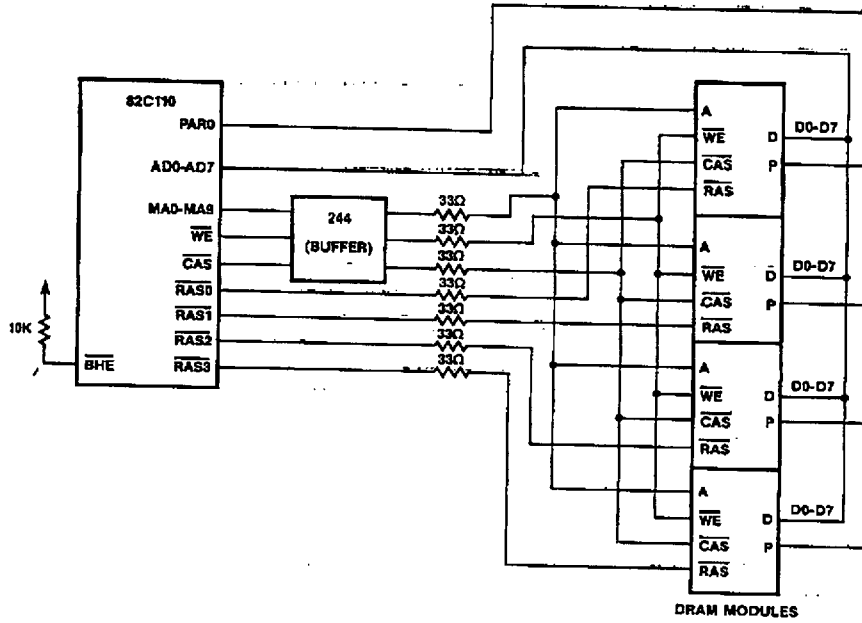 82C110
PAR0
AD0-AD7
MA0-MA9
WE
CAS
RAS0
RAS1
RAS2
RAS3
BHE
10K
244
(BUFFER)
33Ω
33Ω
33Ω
33Ω
33Ω
33Ω
33Ω
A
WE
CAS
RAS
D
P
D0-D7
A
WE
CAS
RAS
D
P
D0-D7
A
WE
CAS
RAS
D
P
D0-D7
A
WE
CAS
RAS
D
P
D0-D7
DRAM MODULES